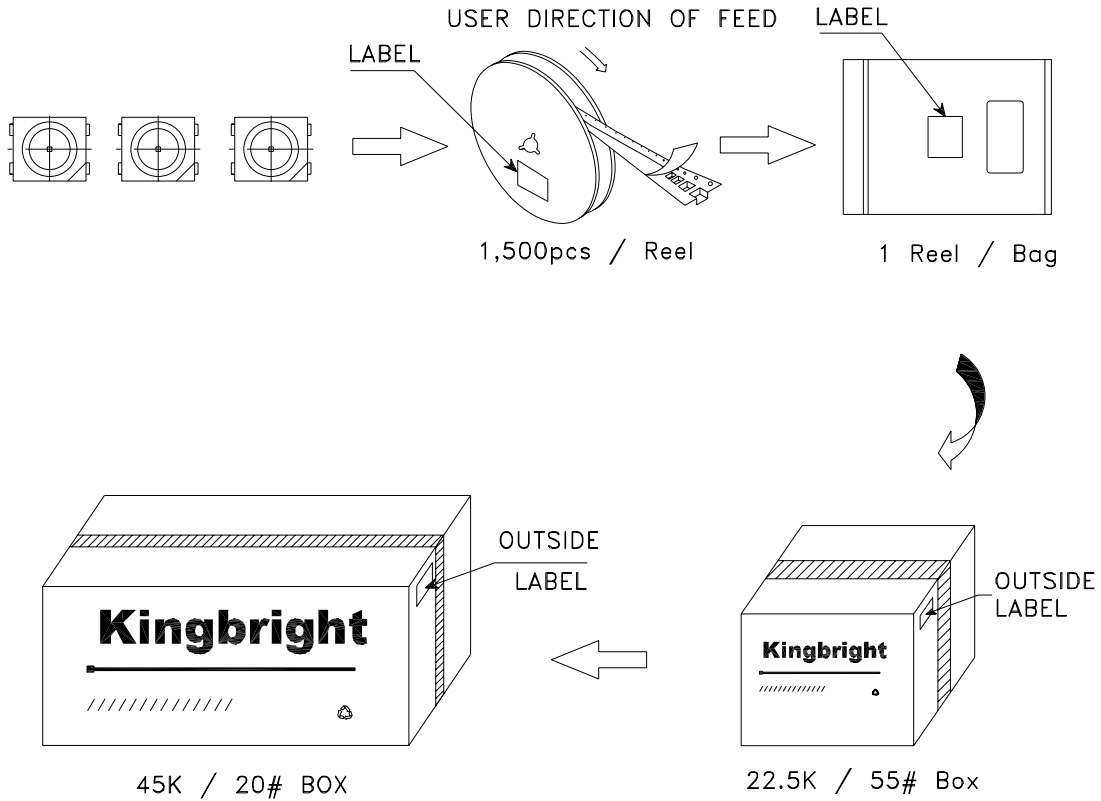 USER DIRECTION OF FEED
LABEL
LABEL
1,500pcs / Reel
1 Reel / Bag
OUTSIDE
LABEL
Kingbright
45K / 20# BOX
OUTSIDE
LABEL
Kingbright
22.5K / 55# Box